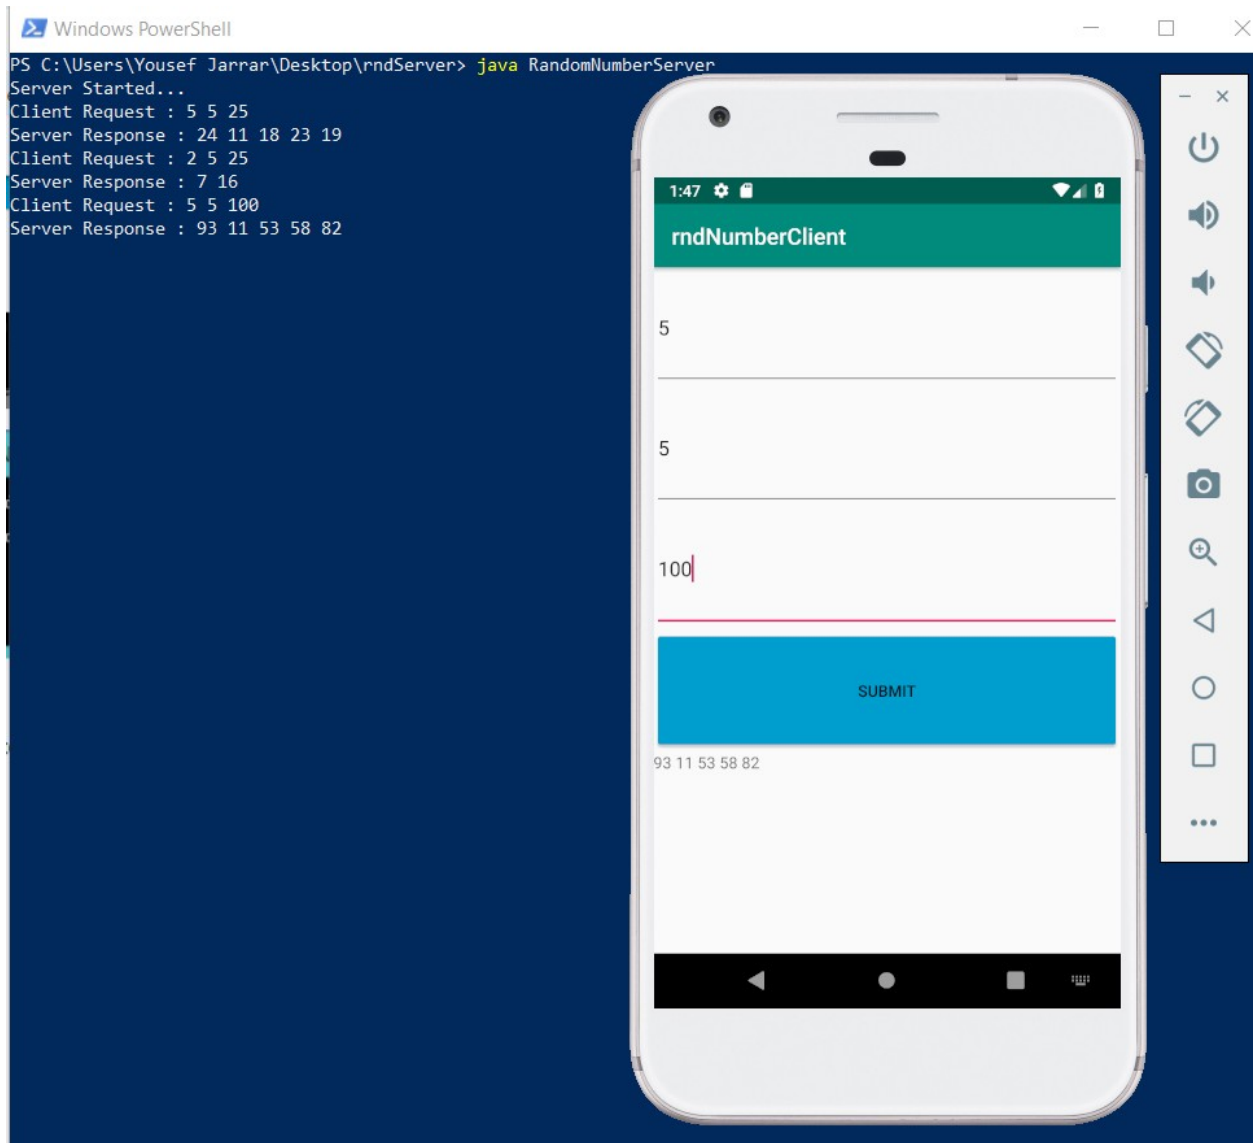 Windows PowerShell
PS C:\Users\Yousef Jarrar\Desktop\rndServer> java RandomNumberServer
Server Started...
Client Request : 5 5 25
Server Response : 24 11 18 23 19
Client Request : 2 5 25
Server Response : 7 16
Client Request : 5 5 100
Server Response : 93 11 53 58 82
1:47
rndNumberClient
5
5
100
SUBMIT
93 11 53 58 82